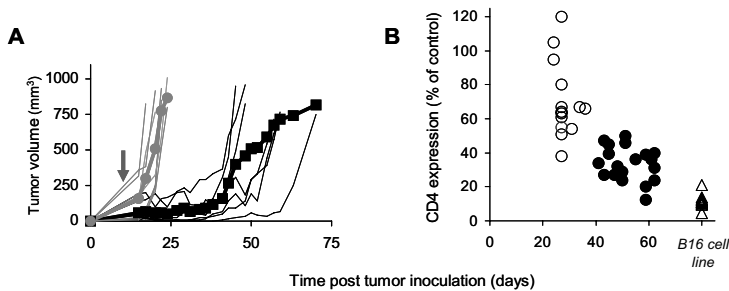 A
Tumor volume (mm³)
1000
750
500
250
0
0
25
50
75
B
CD4 expression (% of control)
120
100
80
60
40
20
0
0
20
40
60
B16 cell
line
Time post tumor inoculation (days)